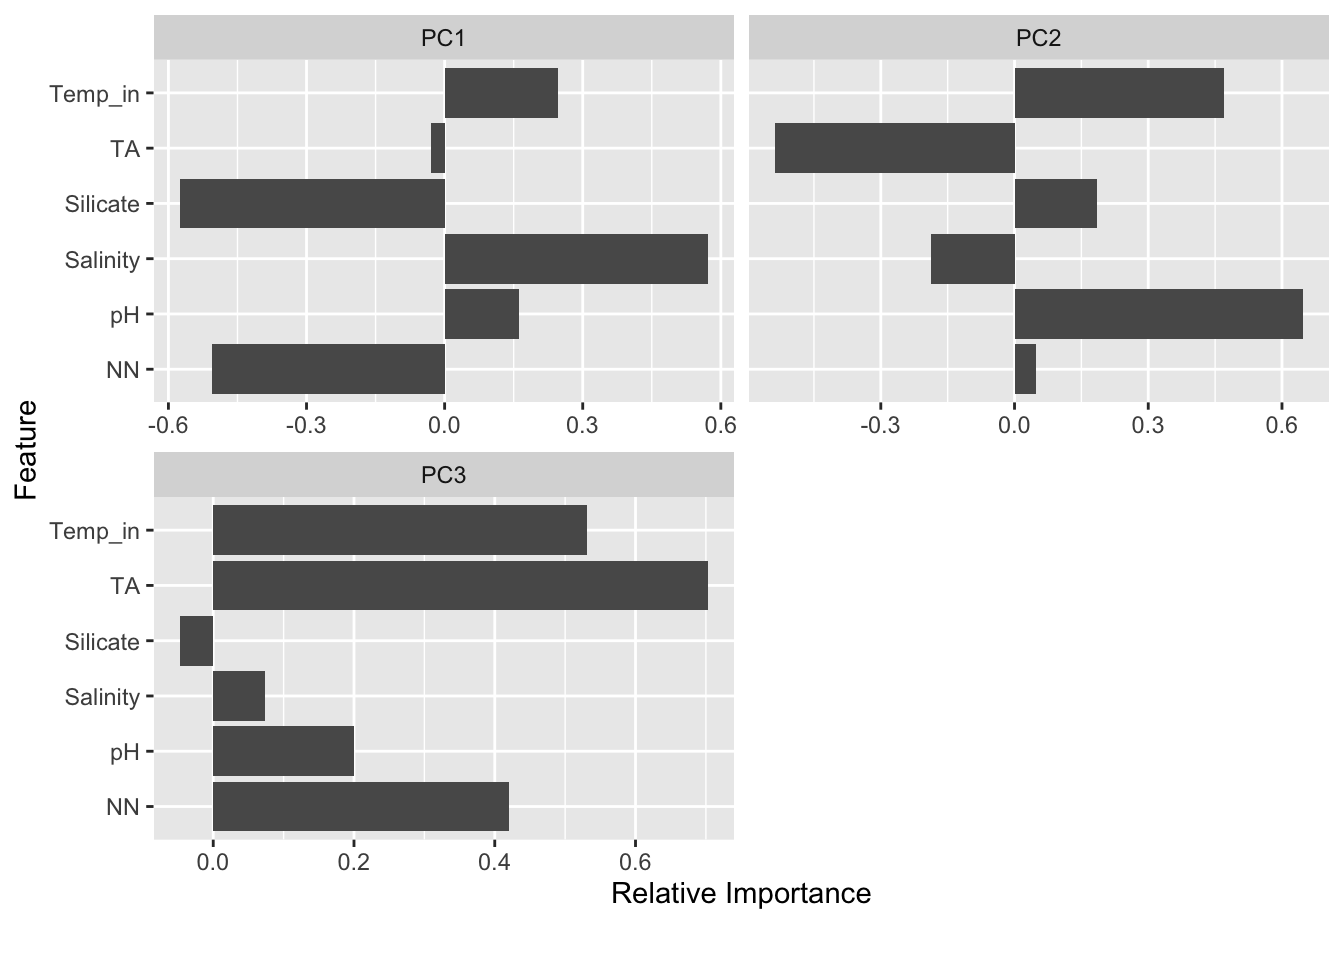 PC1
PC2
Temp_in
TA
Silicate
Salinity
pH
NN
-0.6 -0.3 0.0 0.3 0.6
-0.3 0.0 0.3 0.6
Feature
PC3
Temp_in
TA
Silicate
Salinity
pH
NN
0.0 0.2 0.4 0.6
Relative Importance